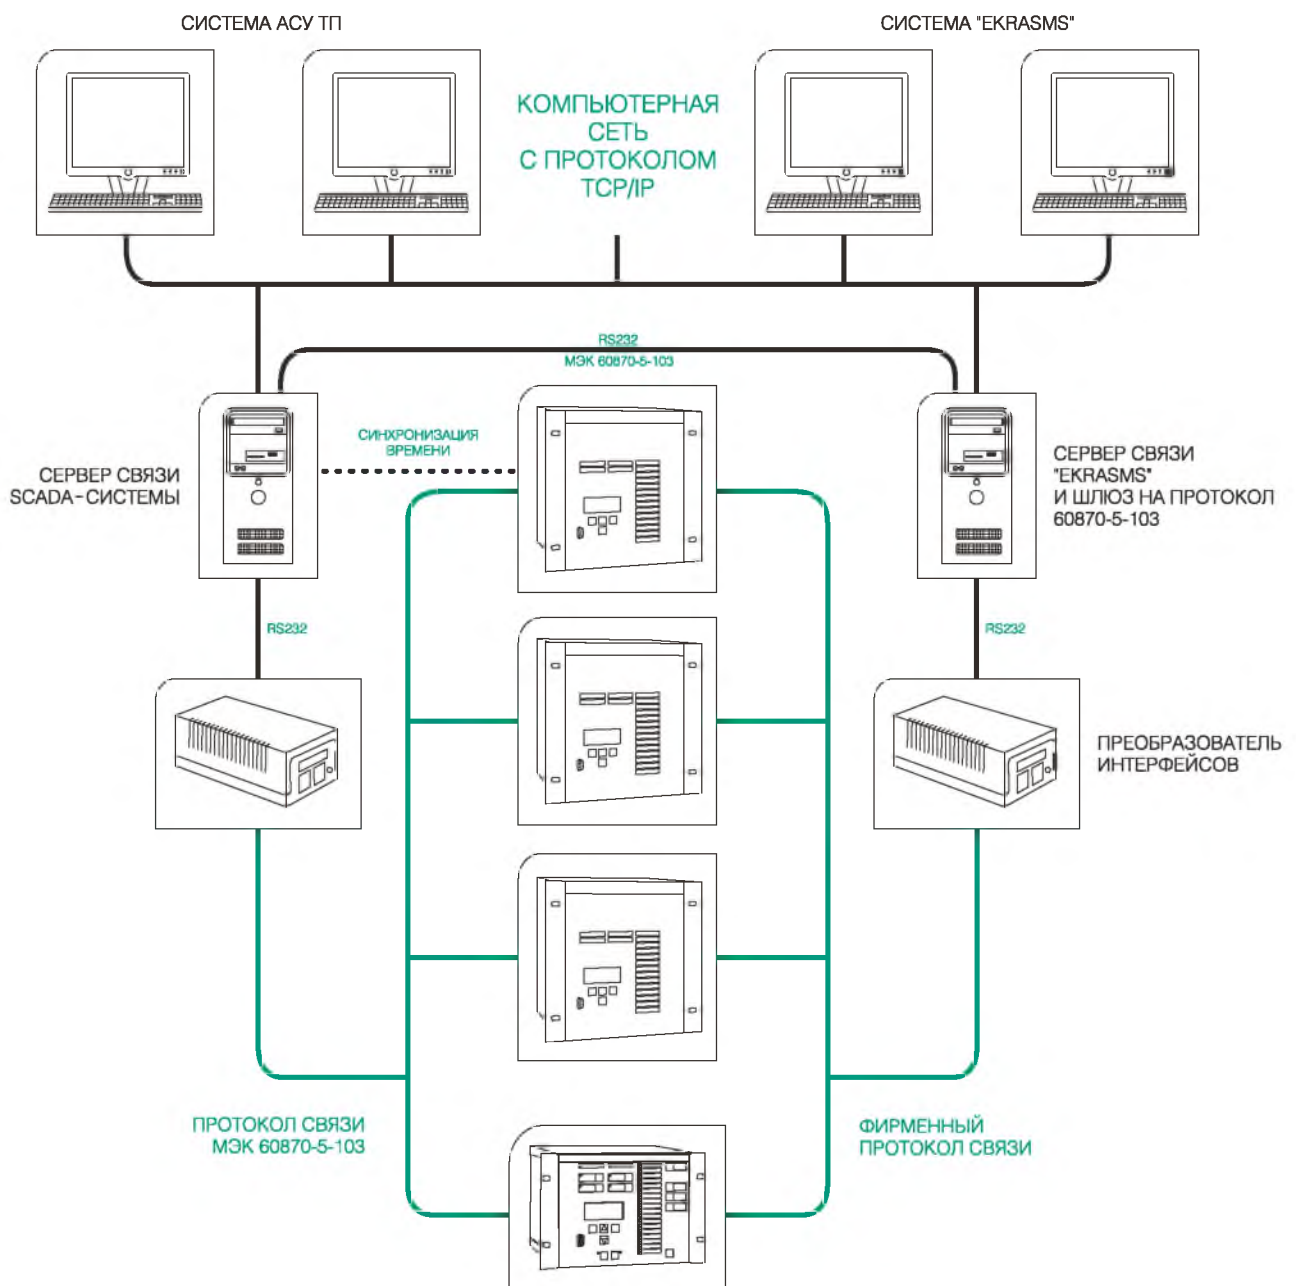 СИСТЕМА АСУ ТП
СИСТЕМА "EKRASMS"
КОМПЬЮТЕРНАЯ
СЕТЬ
С ПРОТОКОЛОМ
TCP/IP
RS232
МЭК 60870-5-103
СИНХРОНИЗАЦИЯ
ВРЕМЕНИ
СЕРВЕР СВЯЗИ
SCADA-СИСТЕМЫ
СЕРВЕР СВЯЗИ
"EKRASMS"
И ШЛЮЗ НА ПРОТОКОЛ
60870-5-103
RS232
RS232
ПРЕОБРАЗОВАТЕЛЬ
ИНТЕРФЕЙСОВ
ПРОТОКОЛ СВЯЗИ
МЭК 60870-5-103
ФИРМЕННЫЙ
ПРОТОКОЛ СВЯЗИ